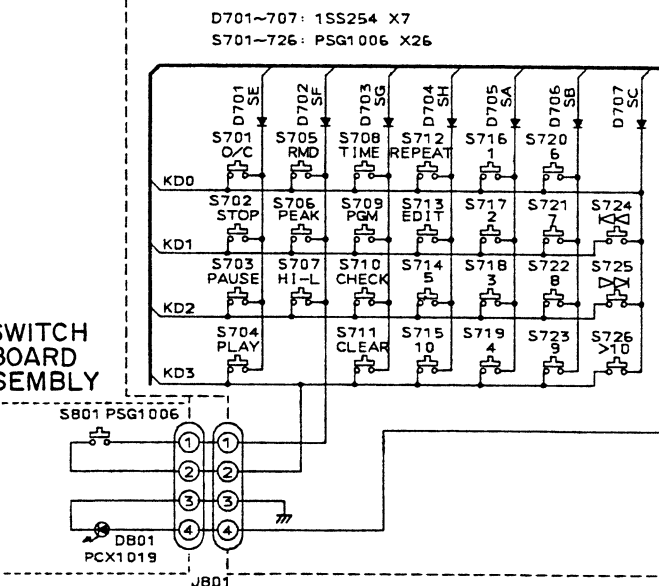 D701~707: 1SS254 X7
S701~726: PSG1006 X26
D701 SE D702 SF D703 SG D704 SH D705 SA D706 SB D707 SC
S701 S705 S708 S712 S716 S720
O/C RMD TIME REPEAT 1 6
KD0
S702 S706 S709 S713 S717 S721 S724
STOP PEAK PGM EDIT 2 7
KD1
S703 S707 S710 S714 S718 S722 S725
PAUSE HI-L CHECK 5 3 8
KD2
S704 S711 S715 S719 S723 S726
PLAY CLEAR 10 4 9 >10
KD3
SWITCH
BOARD
SEMBLY
S801 PSG1006
1 1
2 2
3 3
4 4
D801
PCX1019
J801